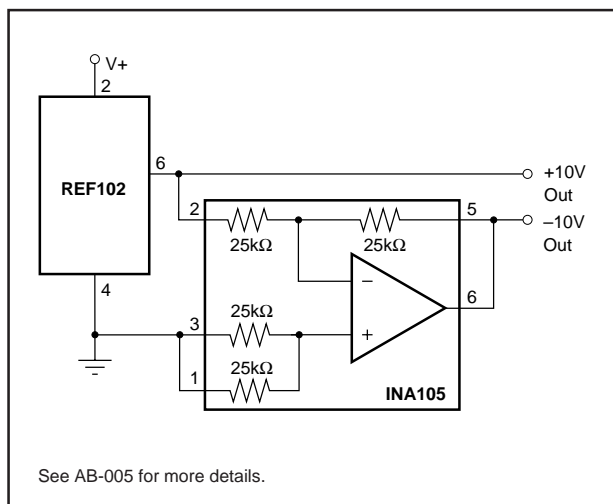 V+
2
6
REF102
+10V
Out
2
5
–10V
Out
25kΩ
25kΩ
4
–
6
25kΩ
3
+
25kΩ
1
INA105
See AB-005 for more details.